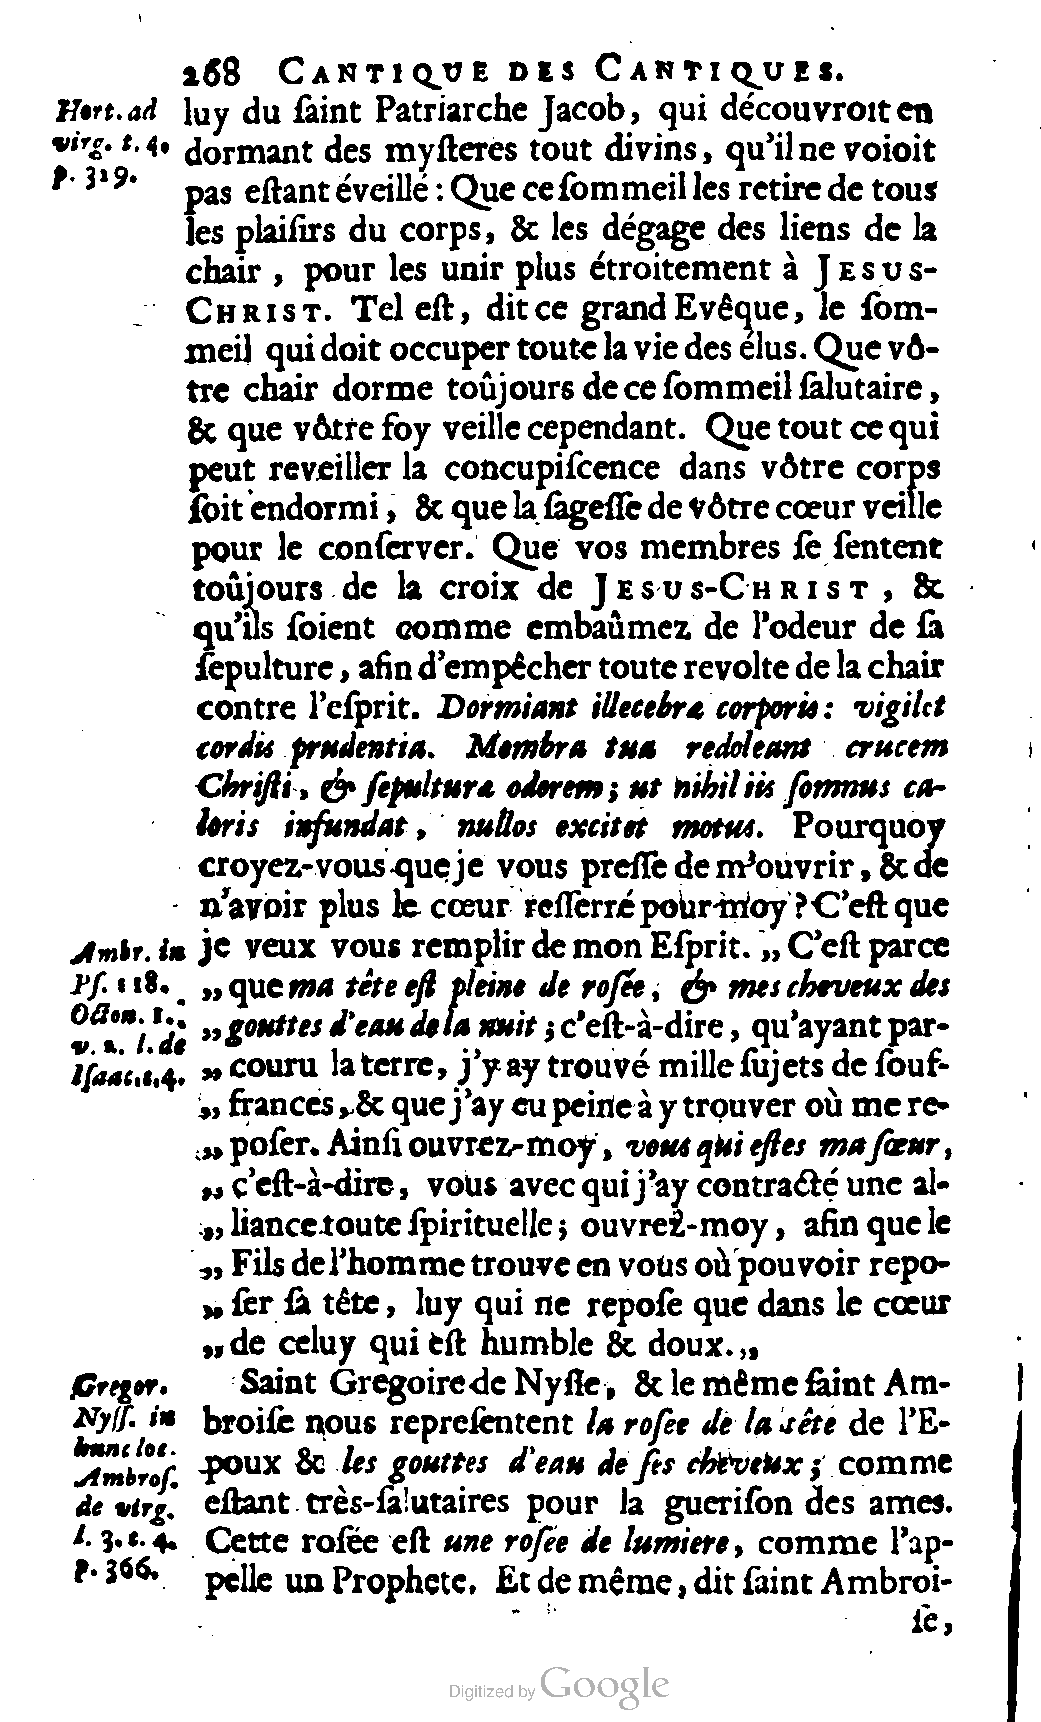 268 CANTIQUE DES CANTIQUES.
Hort. ad
virg. t. 4.
p. 319.
luy du ſaint Patriarche Jacob, qui découvroit en
dormant des myſteres tout divins, qu'il ne voioit
pas eſtant éveillé : Que ce ſommeil les retire de tous
les plaiſirs du corps, & les dégage des liens de la
chair, pour les unir plus étroitement à JESUS-
CHRIST. Tel eſt, dit ce grand Evêque, le ſom-
meil qui doit occuper toute la vie des élus. Que vô-
tre chair dorme toûjours de ce ſommeil ſalutaire,
& que vôtre foy veille cependant. Que tout ce qui
peut reveiller la concupiſcence dans vôtre corps
ſoit endormi, & que la ſageſſe de vôtre cœur veille
pour le conſerver. Que vos membres ſe ſentent
toûjours de la croix de JESUS-CHRIST, &
qu'ils ſoient comme embaûmez de l'odeur de ſa
ſepulture, afin d'empêcher toute revolte de la chair
contre l'eſprit. Dormiant illecebræ corporis: vigilet
cordis prudentia. Membra tua redoleant crucem
Chriſti, & ſepulturæ odorem; ut nihil iis ſomnus ca-
loris infundat, nullos excitet motus. Pourquoy
croyez-vous que je vous preſſe de m'ouvrir, & de
n'avoir plus le cœur reſſerré pour moy ? C'eſt que
Ambr. in
Pſ. 118.
Octon. 1.
v. 2. l. de
Iſaac. c. 4.
je veux vous remplir de mon Eſprit. „ C'eſt parce
„ que ma tête eſt pleine de roſée, & mes cheveux des
„ gouttes d'eau de la nuit; c'eſt-à-dire, qu'ayant par-
„ couru la terre, j'y ay trouvé mille ſujets de ſouf-
„ frances, & que j'ay eu peine à y trouver où me re-
„ poſer. Ainſi ouvrez-moy, vous qui eſtes ma ſœur,
„ c'eſt-à-dire, vous avec qui j'ay contracté une al-
„ liance toute ſpirituelle; ouvrez-moy, afin que le
„ Fils de l'homme trouve en vous où pouvoir repo-
„ ſer ſa tête, luy qui ne repoſe que dans le cœur
„ de celuy qui eſt humble & doux. „
Gregor.
Nyſſ. in
hunc loc.
Ambroſ.
de virg.
l. 3. c. 4.
p. 366.
Saint Gregoire de Nyſſe, & le même ſaint Am-
broiſe nous repreſentent la roſee de la tête de l'E-
poux & les gouttes d'eau de ſes cheveux; comme
eſtant très-ſalutaires pour la gueriſon des ames.
Cette roſée eſt une roſée de lumiere, comme l'ap-
pelle un Prophete. Et de même, dit ſaint Ambroi-
ſe,
Digitized by Google